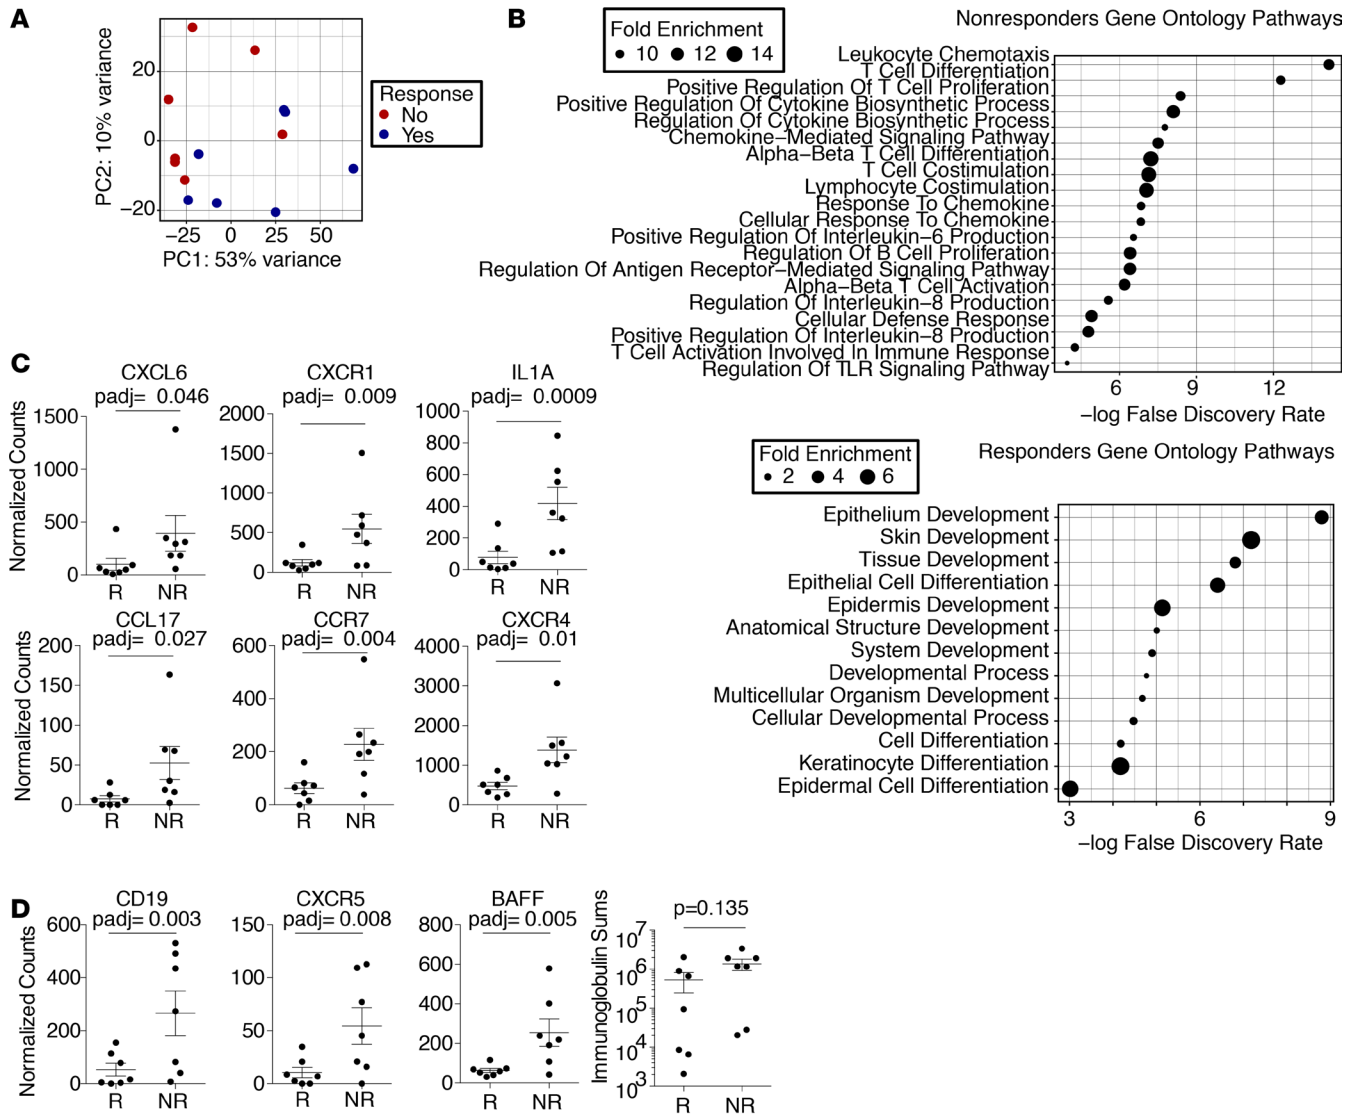 A
PC2: 10% variance
20
0
−20
−25 0 25 50
PC1: 53% variance
Response
No
Yes
B
Nonresponders Gene Ontology Pathways
Fold Enrichment
10 12 14
Leukocyte Chemotaxis
T Cell Differentiation
Positive Regulation Of T Cell Proliferation
Positive Regulation Of Cytokine Biosynthetic Process
Regulation Of Cytokine Biosynthetic Process
Chemokine−Mediated Signaling Pathway
Alpha−Beta T Cell Differentiation
T Cell Costimulation
Lymphocyte Costimulation
Response To Chemokine
Cellular Response To Chemokine
Positive Regulation Of Interleukin−6 Production
Regulation Of B Cell Proliferation
Regulation Of Antigen Receptor−Mediated Signaling Pathway
Alpha−Beta T Cell Activation
Regulation Of Interleukin−8 Production
Cellular Defense Response
Positive Regulation Of Interleukin−8 Production
T Cell Activation Involved In Immune Response
Regulation Of TLR Signaling Pathway
6 9 12
−log False Discovery Rate
Responders Gene Ontology Pathways
Fold Enrichment
2 4 6
Epithelium Development
Skin Development
Tissue Development
Epithelial Cell Differentiation
Epidermis Development
Anatomical Structure Development
System Development
Developmental Process
Multicellular Organism Development
Cellular Developmental Process
Cell Differentiation
Keratinocyte Differentiation
Epidermal Cell Differentiation
3 6 9
−log False Discovery Rate
C
Normalized Counts
CXCL6
padj= 0.046
1500
1000
500
0
R NR
CXCR1
padj= 0.009
2000
1500
1000
500
0
R NR
IL1A
padj= 0.0009
1000
800
600
400
200
0
R NR
Normalized Counts
CCL17
padj= 0.027
200
150
100
50
0
R NR
CCR7
padj= 0.004
600
400
200
0
R NR
CXCR4
padj= 0.01
4000
3000
2000
1000
0
R NR
D
Normalized Counts
CD19
padj= 0.003
600
400
200
0
R NR
CXCR5
padj= 0.008
150
100
50
0
R NR
BAFF
padj= 0.005
800
600
400
200
0
R NR
Immunoglobulin Sums
p=0.135
10⁷
10⁶
10⁵
10⁴
10³
R NR